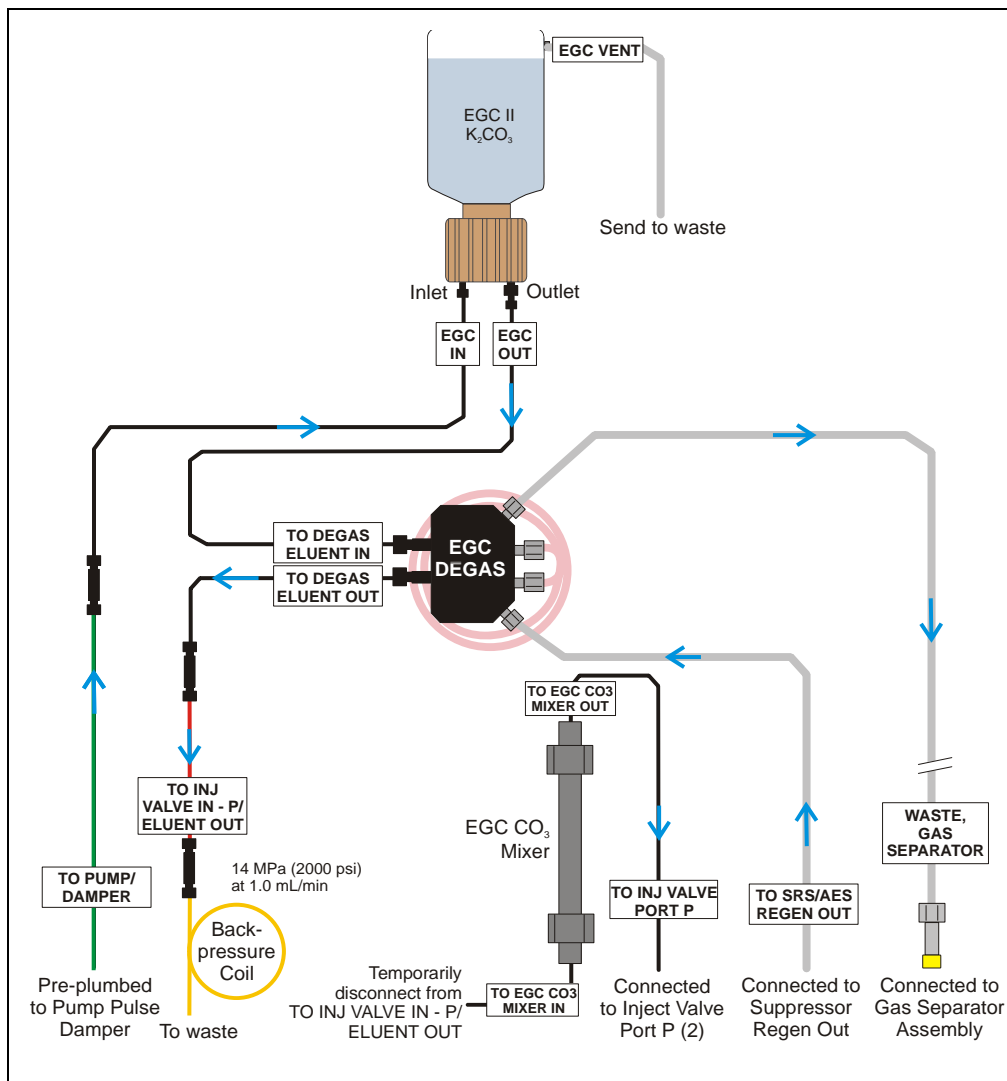 EGC VENT
EGC II
K₂CO₃
Send to waste
Inlet
Outlet
EGC
IN
EGC
OUT
TO DEGAS
ELUENT IN
EGC
DEGAS
TO DEGAS
ELUENT OUT
TO EGC CO3
MIXER OUT
TO INJ
VALVE IN - P/
ELUENT OUT
EGC CO₃
Mixer
WASTE,
GAS
SEPARATOR
14 MPa (2000 psi)
at 1.0 mL/min
TO PUMP/
DAMPER
TO INJ VALVE
PORT P
TO SRS/AES
REGEN OUT
Back-
pressure
Coil
Pre-plumbed
to Pump Pulse
Damper
To waste
Temporarily
disconnect from
TO INJ VALVE IN - P/
ELUENT OUT
TO EGC CO3
MIXER IN
Connected
to Inject Valve
Port P (2)
Connected to
Suppressor
Regen Out
Connected to
Gas Separator
Assembly